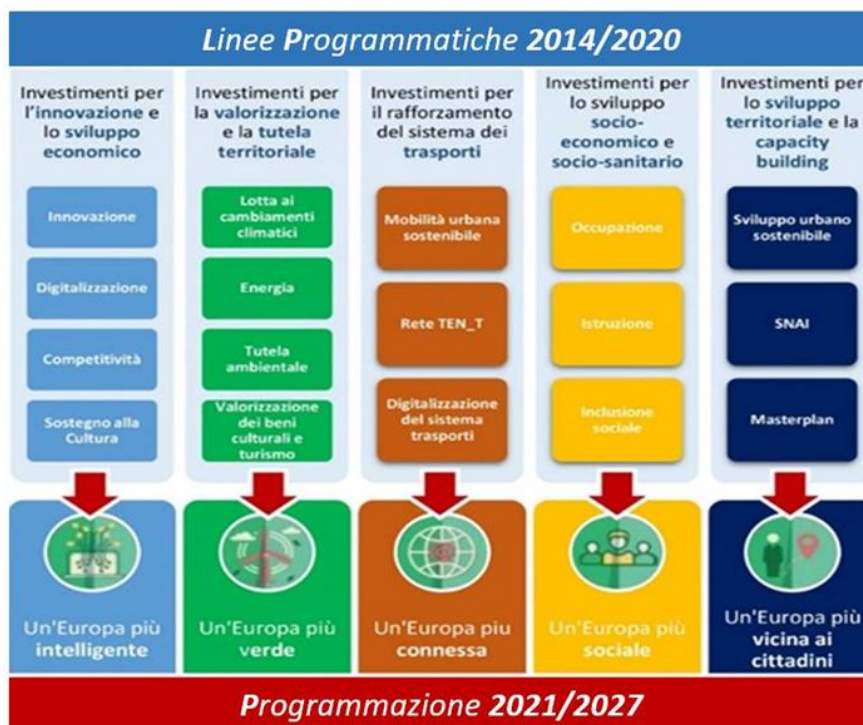 Linee Programmatiche 2014/2020
Investimenti per
l'innovazione e
lo sviluppo
economico
Innovazione
Digitalizzazione
Competitività
Sostegno alla
Cultura
Investimenti per
la valorizzazione
e la tutela
territoriale
Lotta ai
cambiamenti
climatici
Energia
Tutela
ambientale
Valorizzazione
dei beni
culturali e
turismo
Investimenti per
il rafforzamento
del sistema dei
trasporti
Mobilità urbana
sostenibile
Rete TEN_T
Digitalizzazione
del sistema
trasporti
Investimenti per
lo sviluppo
socio-
economico e
socio-sanitario
Occupazione
Istruzione
Inclusione
sociale
Investimenti per
lo sviluppo
territoriale e la
capacity
building
Sviluppo urbano
sostenibile
SNAI
Masterplan
Un'Europa più
intelligente
Un'Europa più
verde
Un'Europa piu
connessa
Un'Europa più
sociale
Un'Europa più
vicina ai
cittadini
Programmazione 2021/2027